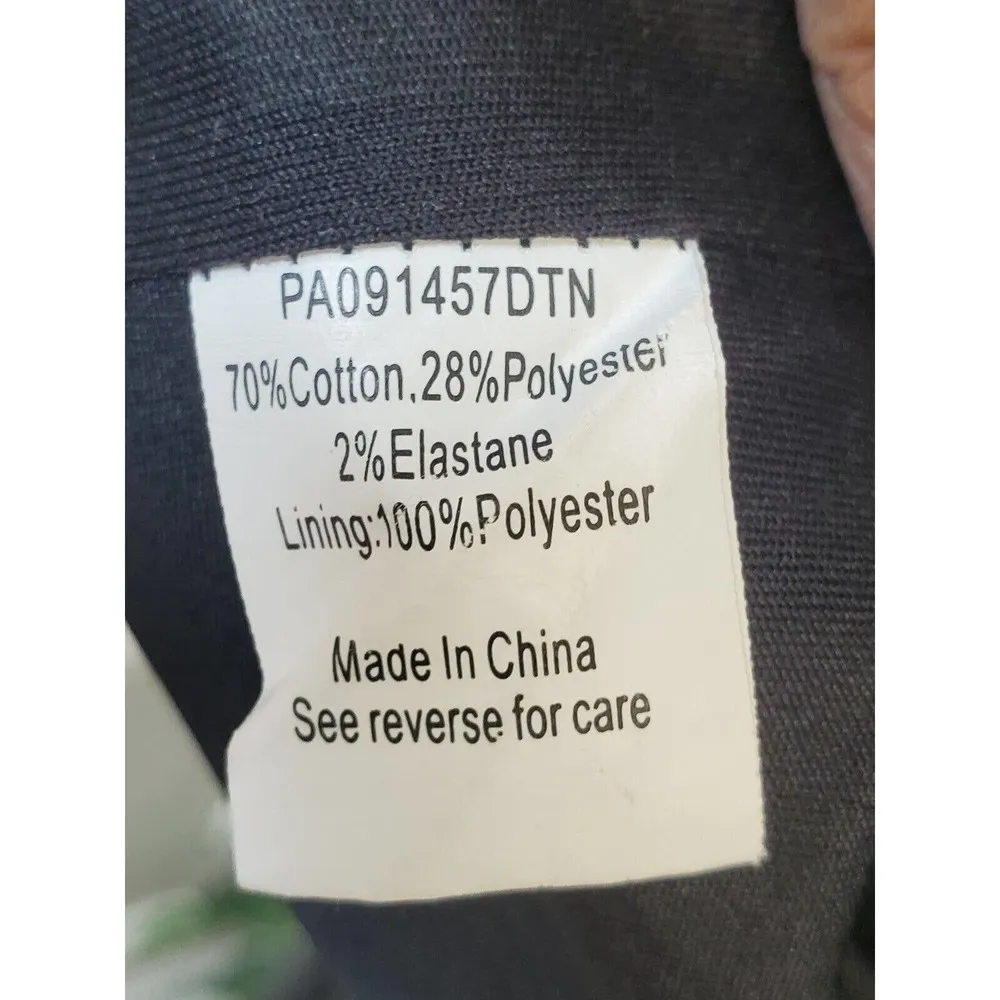 PA091457DTN
70%Cotton,28%Polyester
2%Elastane
Lining:100%Polyester
Made In China
See reverse for care